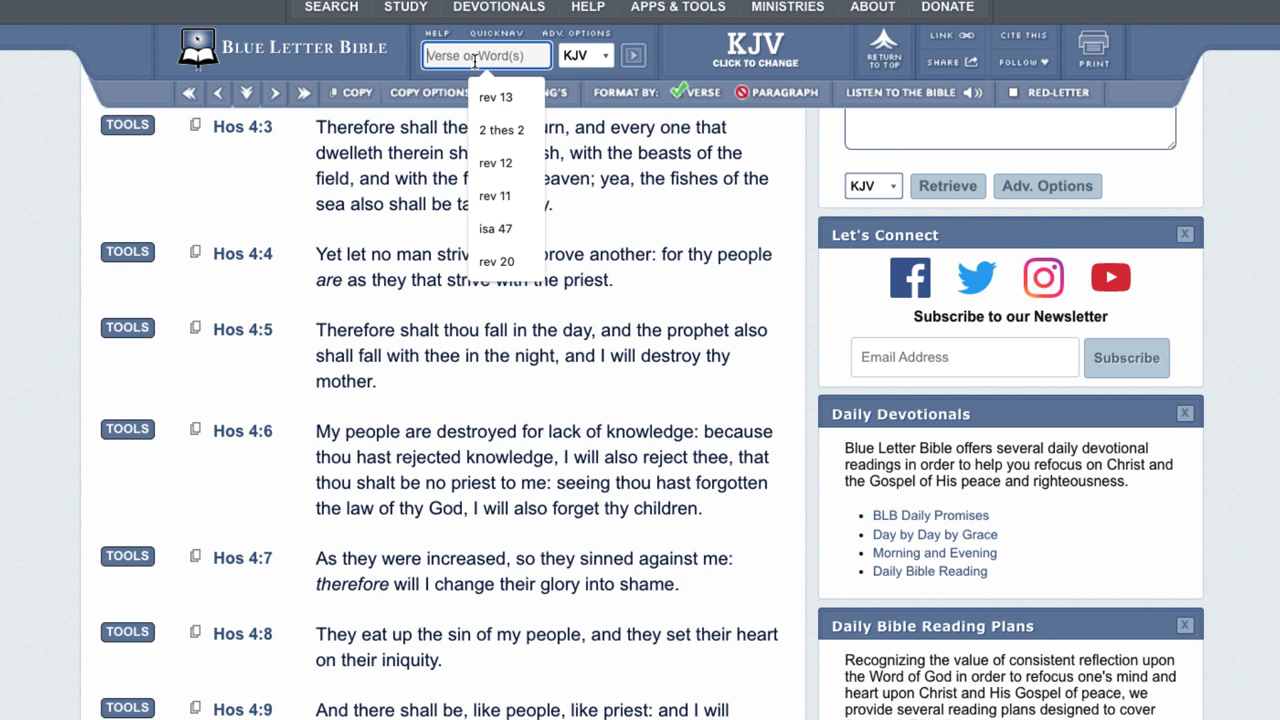 SEARCH STUDY DEVOTIONALS HELP APPS & TOOLS MINISTRIES ABOUT DONATE
BLUE LETTER BIBLE
HELP QUICKNAV ADV. OPTIONS
Verse or Word(s) KJV
KJV
CLICK TO CHANGE
RETURN
TO TOP
LINK
SHARE
CITE THIS
FOLLOW
PRINT
COPY COPY OPTIONS 'S FORMAT BY: VERSE PARAGRAPH LISTEN TO THE BIBLE RED-LETTER
rev 13
2 thes 2
rev 12
rev 11
isa 47
rev 20
TOOLS Hos 4:3 Therefore shall the urn, and every one that
dwelleth therein sh sh, with the beasts of the
field, and with the f eaven; yea, the fishes of the
sea also shall be ta y.
TOOLS Hos 4:4 Yet let no man striv prove another: for thy people
are as they that strive with the priest.
TOOLS Hos 4:5 Therefore shalt thou fall in the day, and the prophet also
shall fall with thee in the night, and I will destroy thy
mother.
TOOLS Hos 4:6 My people are destroyed for lack of knowledge: because
thou hast rejected knowledge, I will also reject thee, that
thou shalt be no priest to me: seeing thou hast forgotten
the law of thy God, I will also forget thy children.
TOOLS Hos 4:7 As they were increased, so they sinned against me:
therefore will I change their glory into shame.
TOOLS Hos 4:8 They eat up the sin of my people, and they set their heart
on their iniquity.
TOOLS Hos 4:9 And there shall be, like people, like priest: and I will
KJV Retrieve Adv. Options
Let's Connect X
Subscribe to our Newsletter
Email Address Subscribe
Daily Devotionals X
Blue Letter Bible offers several daily devotional
readings in order to help you refocus on Christ and
the Gospel of His peace and righteousness.
• BLB Daily Promises
• Day by Day by Grace
• Morning and Evening
• Daily Bible Reading
Daily Bible Reading Plans X
Recognizing the value of consistent reflection upon
the Word of God in order to refocus one's mind and
heart upon Christ and His Gospel of peace, we
provide several reading plans designed to cover